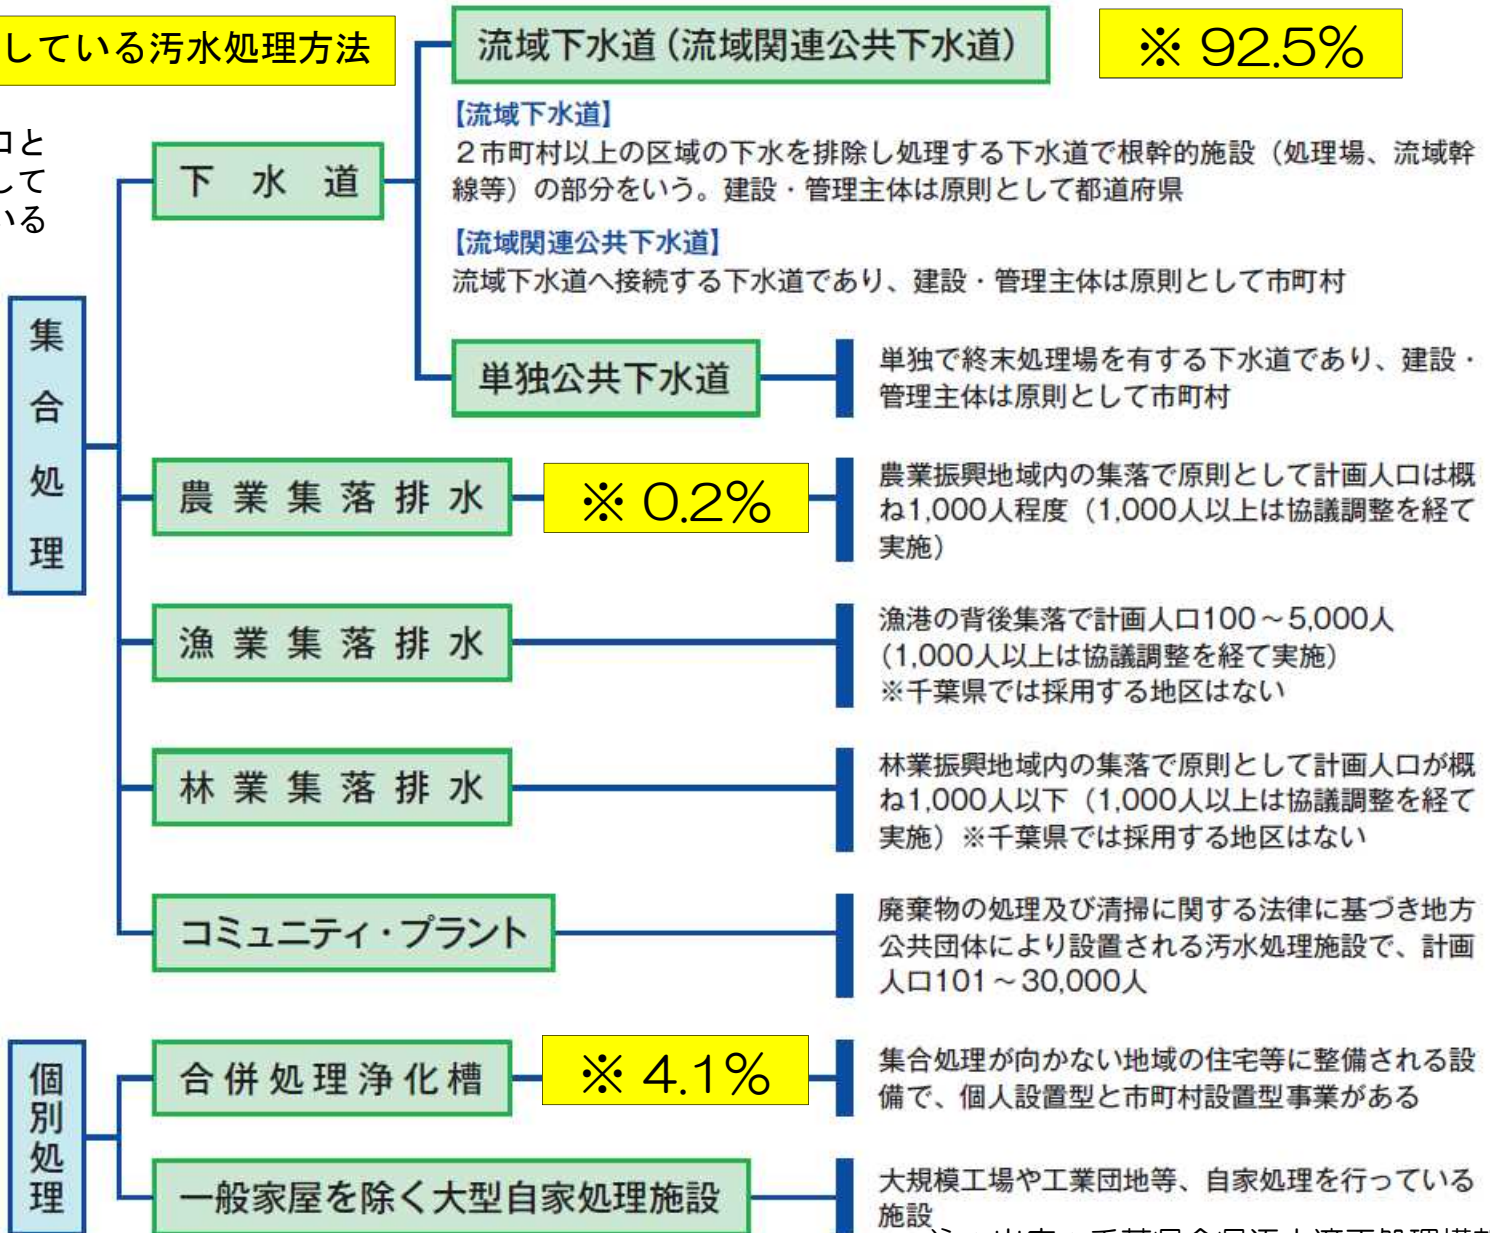 している汚水処理方法
流域下水道（流域関連公共下水道）
※ 92.5%
口と
して
いる
下水道
【流域下水道】
２市町村以上の区域の下水を排除し処理する下水道で根幹的施設（処理場、流域幹
線等）の部分をいう。建設・管理主体は原則として都道府県
【流域関連公共下水道】
流域下水道へ接続する下水道であり、建設・管理主体は原則として市町村
集合処理
単独公共下水道
単独で終末処理場を有する下水道であり、建設・
管理主体は原則として市町村
農業集落排水
※ 0.2%
農業振興地域内の集落で原則として計画人口は概
ね1,000人程度（1,000人以上は協議調整を経て
実施）
漁業集落排水
漁港の背後集落で計画人口100～5,000人
（1,000人以上は協議調整を経て実施）
※千葉県では採用する地区はない
林業集落排水
林業振興地域内の集落で原則として計画人口が概
ね1,000人以下（1,000人以上は協議調整を経て
実施）※千葉県では採用する地区はない
コミュニティ・プラント
廃棄物の処理及び清掃に関する法律に基づき地方
公共団体により設置される汚水処理施設で、計画
人口101～30,000人
個別処理
合併処理浄化槽
※ 4.1%
集合処理が向かない地域の住宅等に整備される設
備で、個人設置型と市町村設置型事業がある
一般家屋を除く大型自家処理施設
大規模工場や工業団地等、自家処理を行っている
施設